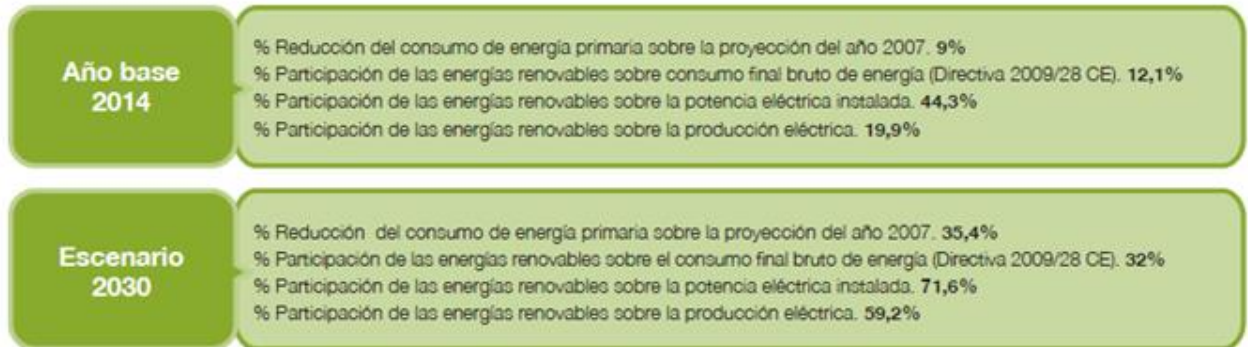 Año base
2014
% Reducción del consumo de energía primaria sobre la proyección del año 2007. 9%
% Participación de las energías renovables sobre consumo final bruto de energía (Directiva 2009/28 CE). 12,1%
% Participación de las energías renovables sobre la potencia eléctrica instalada. 44,3%
% Participación de las energías renovables sobre la producción eléctrica. 19,9%
Escenario
2030
% Reducción del consumo de energía primaria sobre la proyección del año 2007. 35,4%
% Participación de las energías renovables sobre el consumo final bruto de energía (Directiva 2009/28 CE). 32%
% Participación de las energías renovables sobre la potencia eléctrica instalada. 71,6%
% Participación de las energías renovables sobre la producción eléctrica. 59,2%